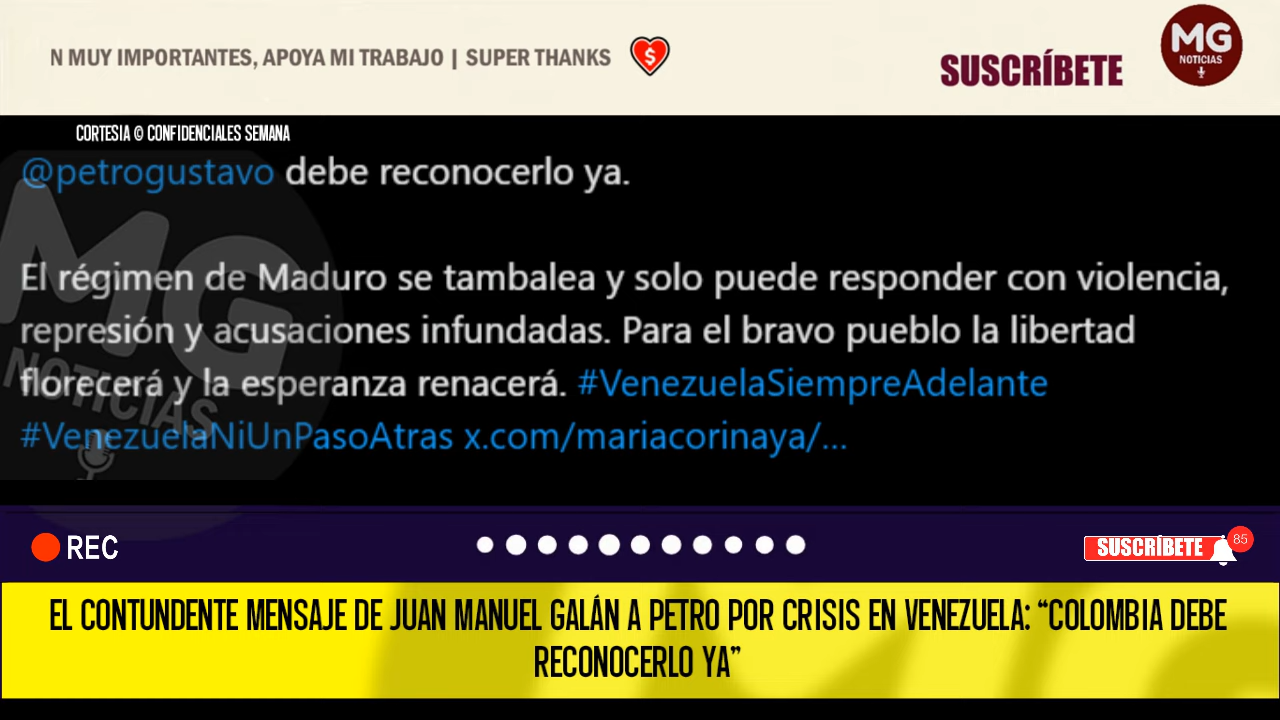 N MUY IMPORTANTES, APOYA MI TRABAJO | SUPER THANKS
$
SUSCRÍBETE
MG
NOTICIAS
CORTESIA © CONFIDENCIALES SEMANA
@petrogustavo debe reconocerlo ya.
El régimen de Maduro se tambalea y solo puede responder con violencia,
represión y acusaciones infundadas. Para el bravo pueblo la libertad
florecerá y la esperanza renacerá. #VenezuelaSiempreAdelante
#VenezuelaNiUnPasoAtras x.com/mariacorinaya/...
MG
NOTICIAS
REC
SUSCRÍBETE
85
EL CONTUNDENTE MENSAJE DE JUAN MANUEL GALÁN A PETRO POR CRISIS EN VENEZUELA: “COLOMBIA DEBE
RECONOCERLO YA”
MG